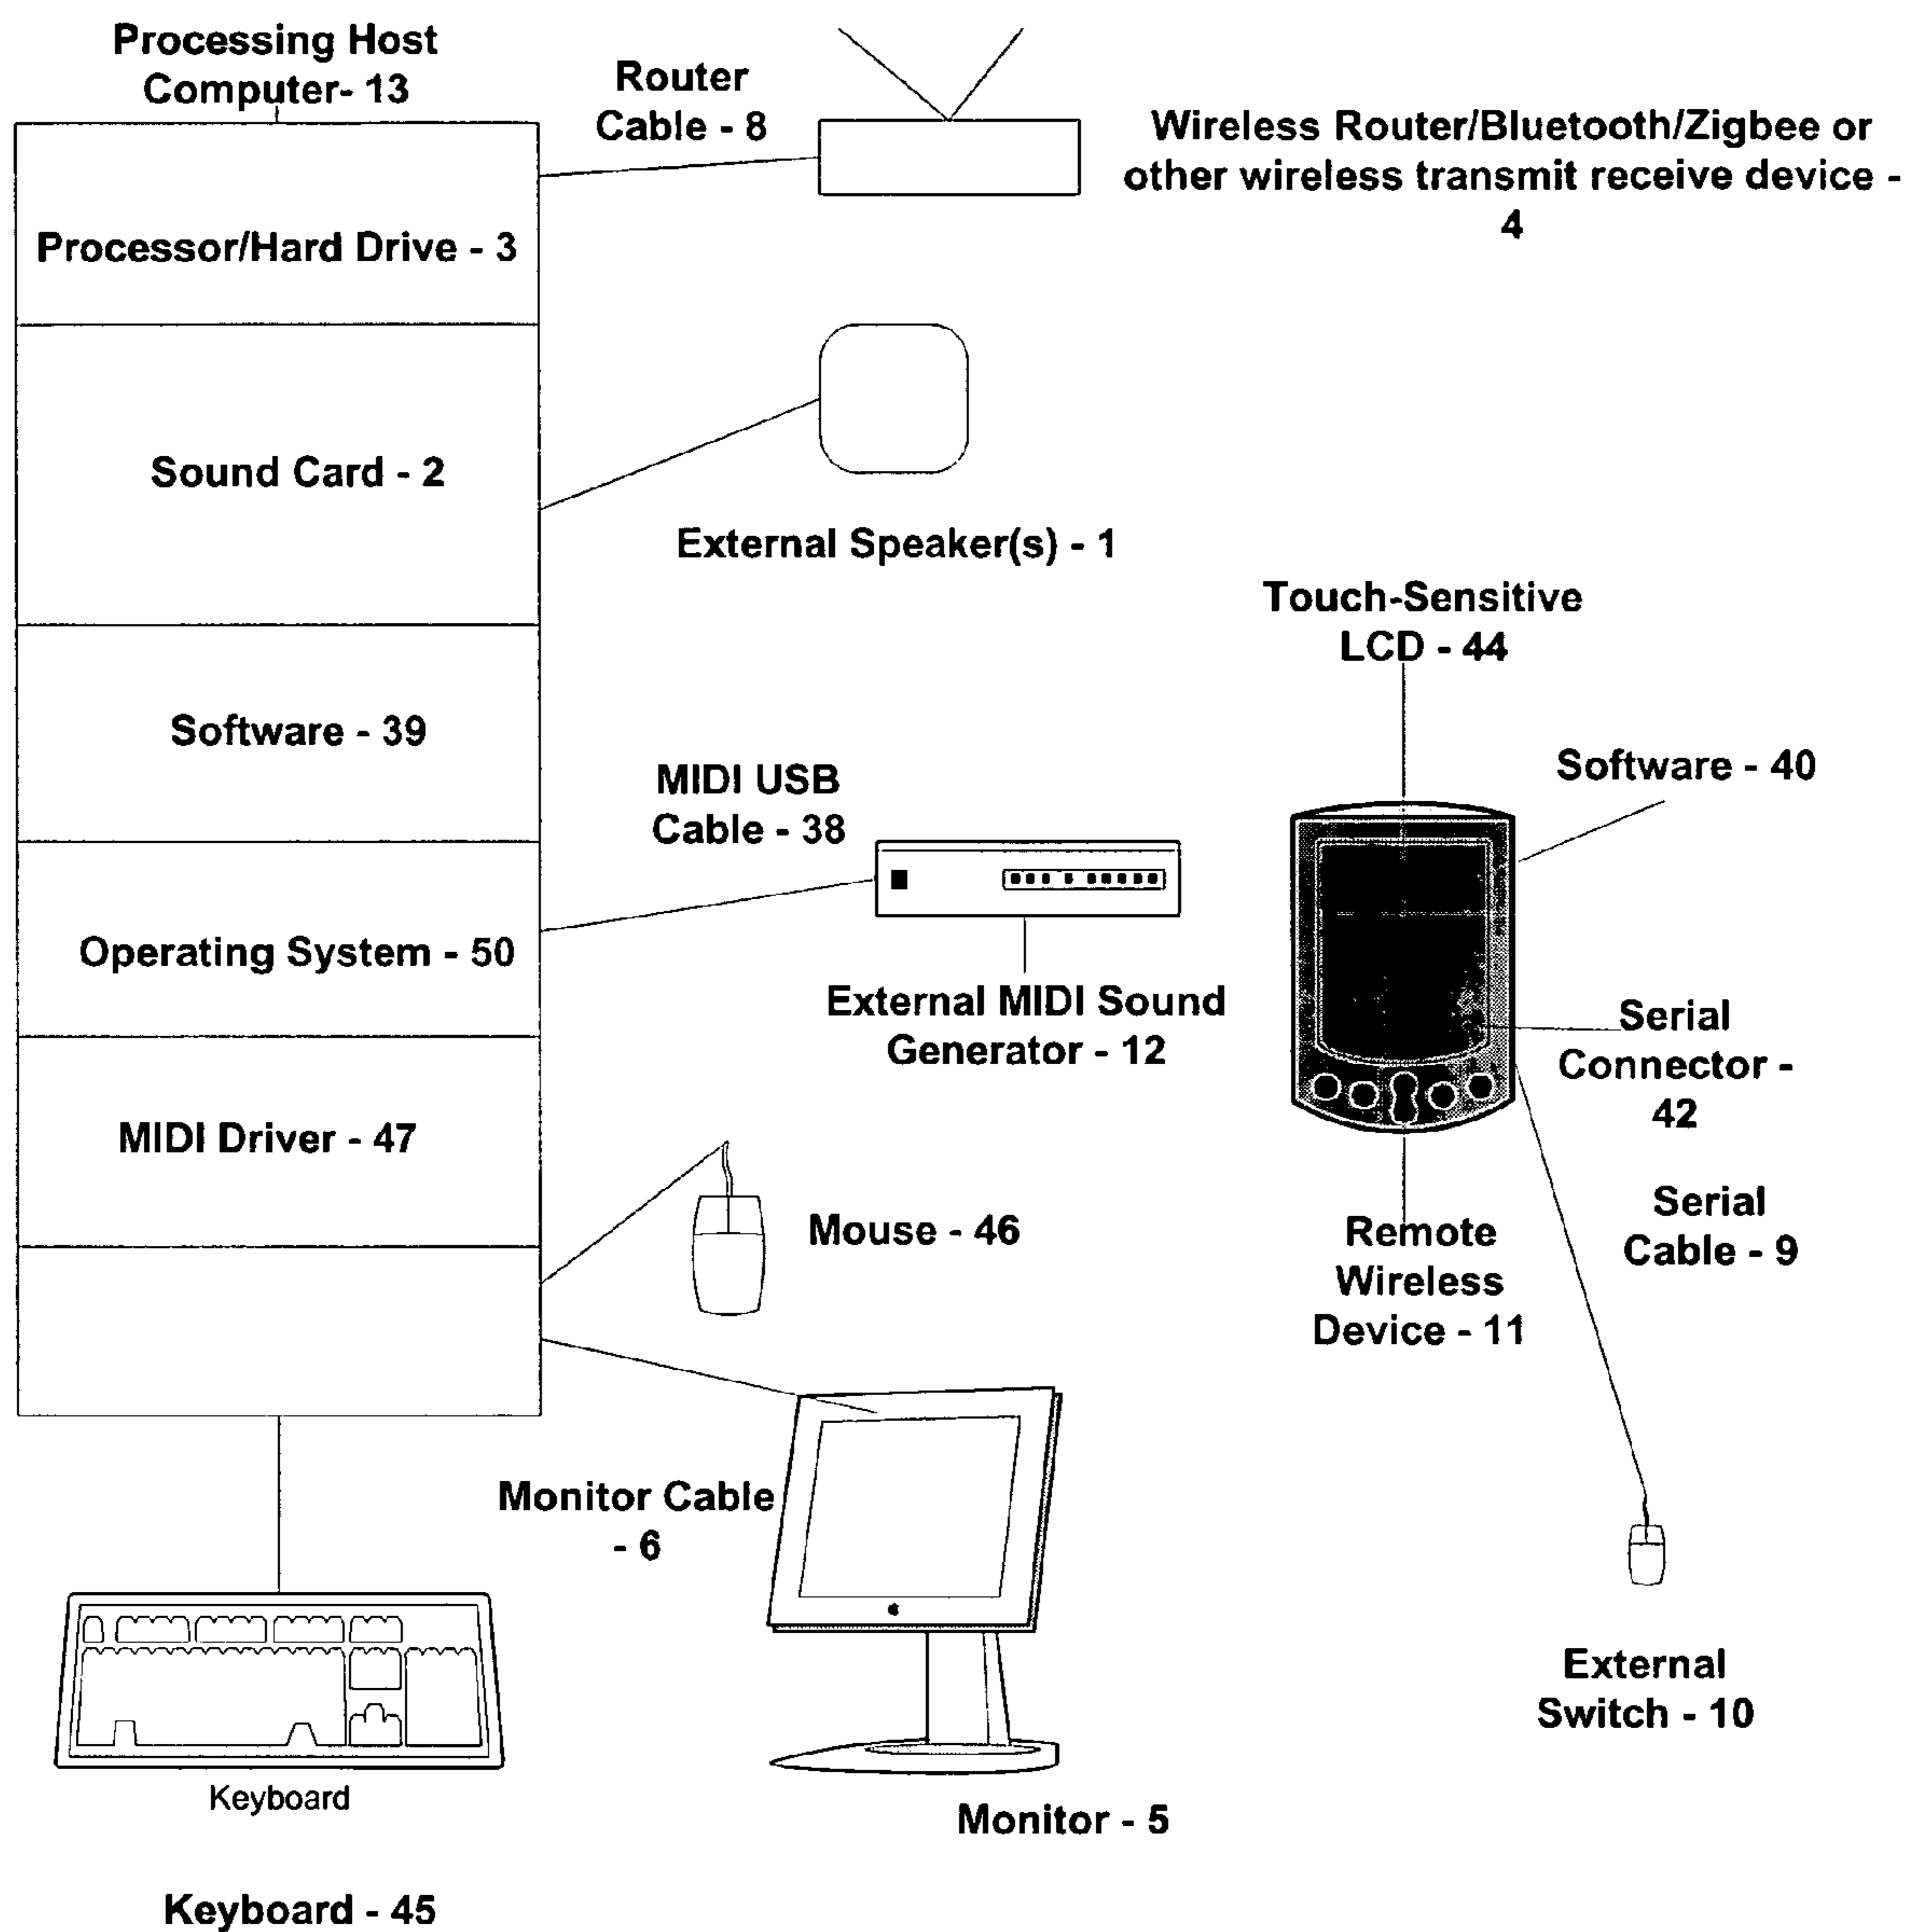 Processing Host
Computer- 13
Router
Cable - 8
Wireless Router/Bluetooth/Zigbee or
other wireless transmit receive device -
4
Processor/Hard Drive - 3
Sound Card - 2
External Speaker(s) - 1
Touch-Sensitive
LCD - 44
Software - 39
Software - 40
MIDI USB
Cable - 38
Operating System - 50
External MIDI Sound
Generator - 12
Serial
Connector -
42
MIDI Driver - 47
Mouse - 46
Serial
Cable - 9
Remote
Wireless
Device - 11
Monitor Cable
- 6
External
Switch - 10
Keyboard
Monitor - 5
Keyboard - 45